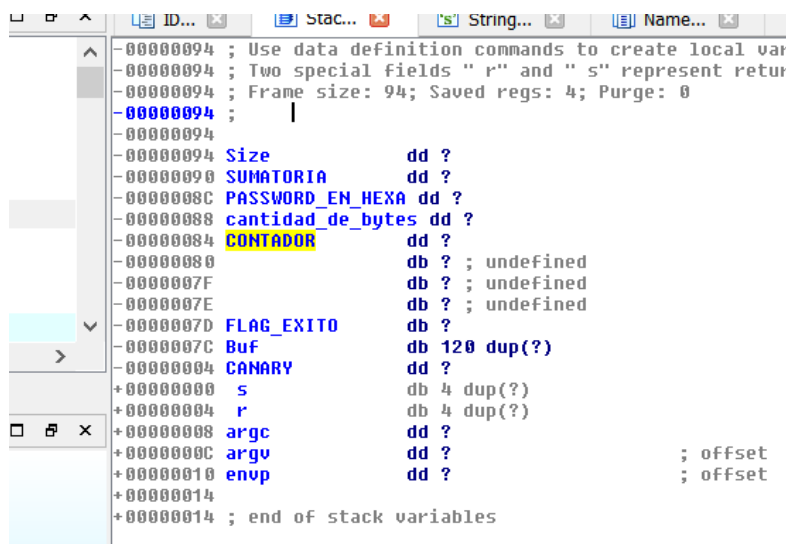 ID... Stac... String... Name...
-00000094 ; Use data definition commands to create local var
-00000094 ; Two special fields " r" and " s" represent retur
-00000094 ; Frame size: 94; Saved regs: 4; Purge: 0
-00000094 ;
-00000094
-00000094 Size dd ?
-00000090 SUMATORIA dd ?
-0000008C PASSWORD_EN_HEXA dd ?
-00000088 cantidad_de_bytes dd ?
-00000084 CONTADOR dd ?
-00000080 db ? ; undefined
-0000007F db ? ; undefined
-0000007E db ? ; undefined
-0000007D FLAG_EXITO db ?
-0000007C Buf db 120 dup(?)
-00000004 CANARY dd ?
+00000000 s db 4 dup(?)
+00000004 r db 4 dup(?)
+00000008 argc dd ?
+0000000C argv dd ? ; offset
+00000010 envp dd ? ; offset
+00000014
+00000014 ; end of stack variables